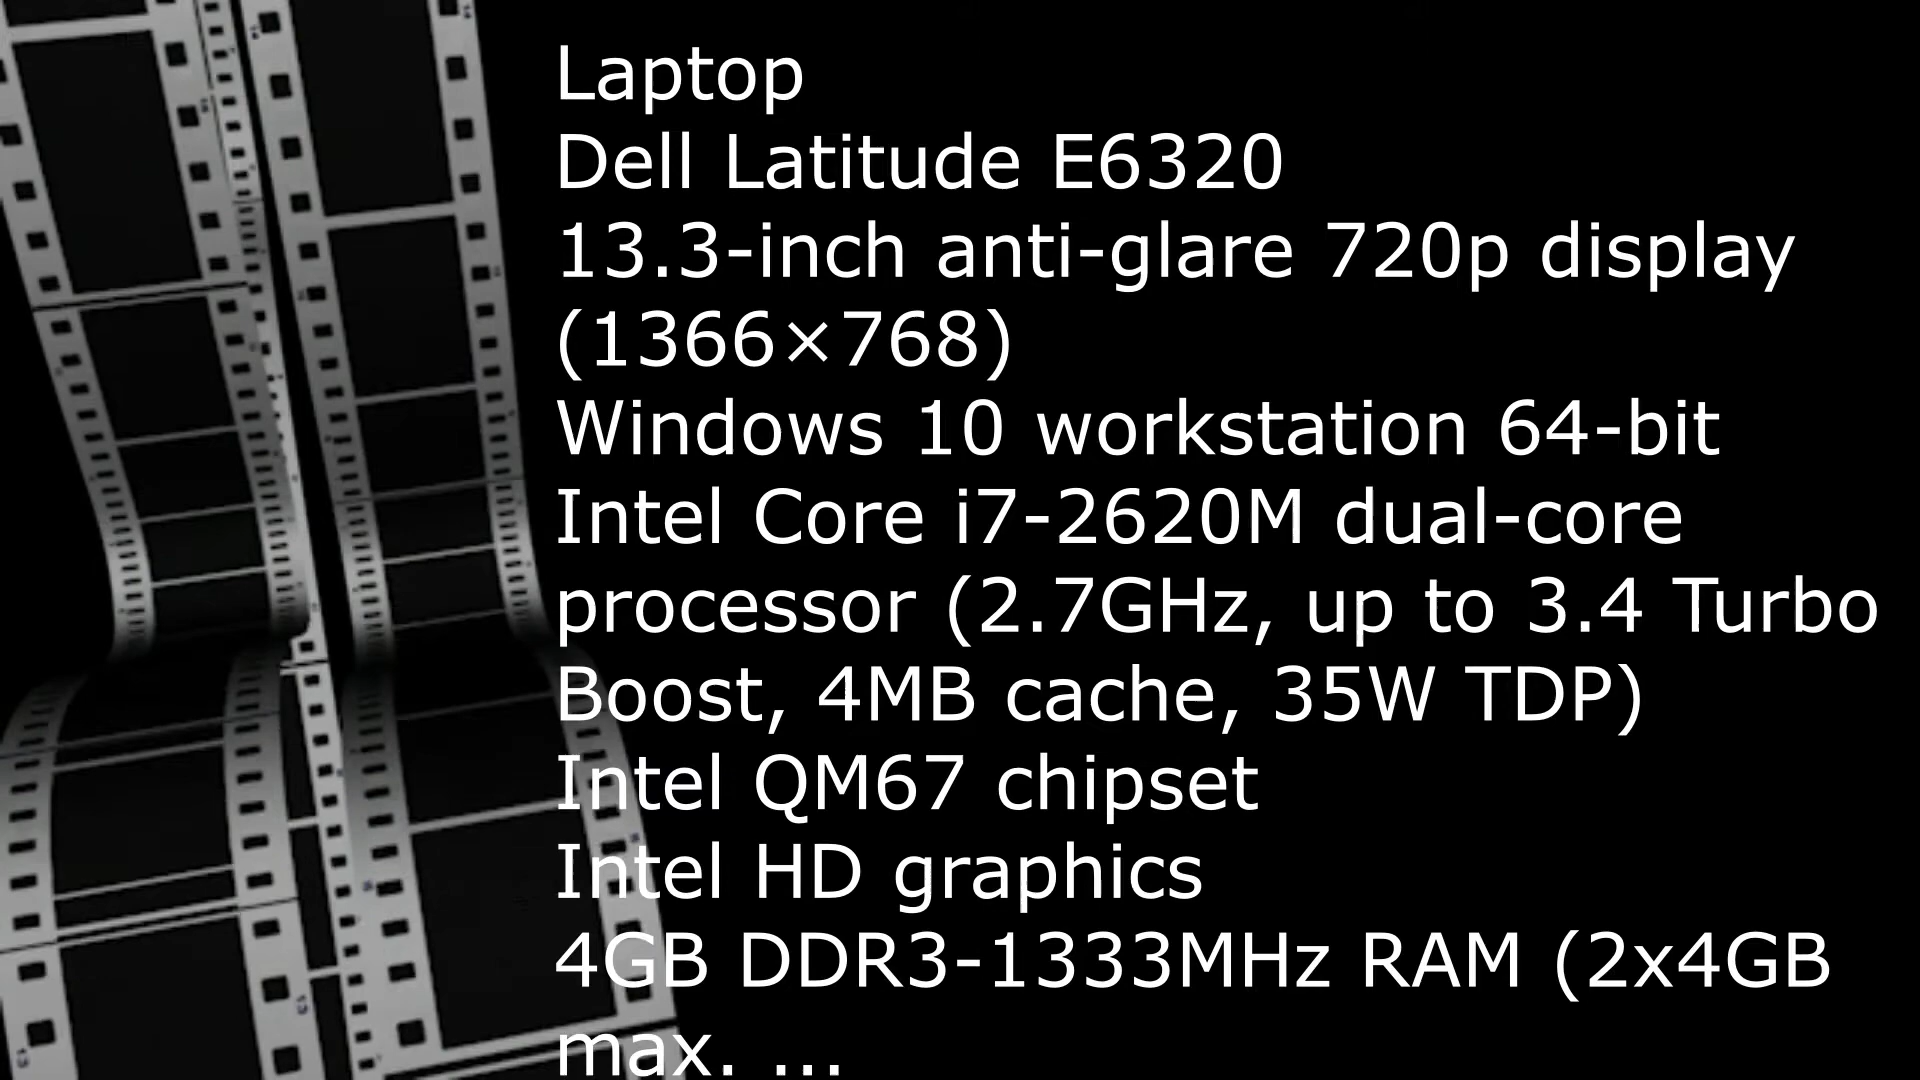 Laptop
Dell Latitude E6320
13.3-inch anti-glare 720p display
(1366×768)
Windows 10 workstation 64-bit
Intel Core i7-2620M dual-core
processor (2.7GHz, up to 3.4 Turbo
Boost, 4MB cache, 35W TDP)
Intel QM67 chipset
Intel HD graphics
4GB DDR3-1333MHz RAM (2x4GB
max. ...